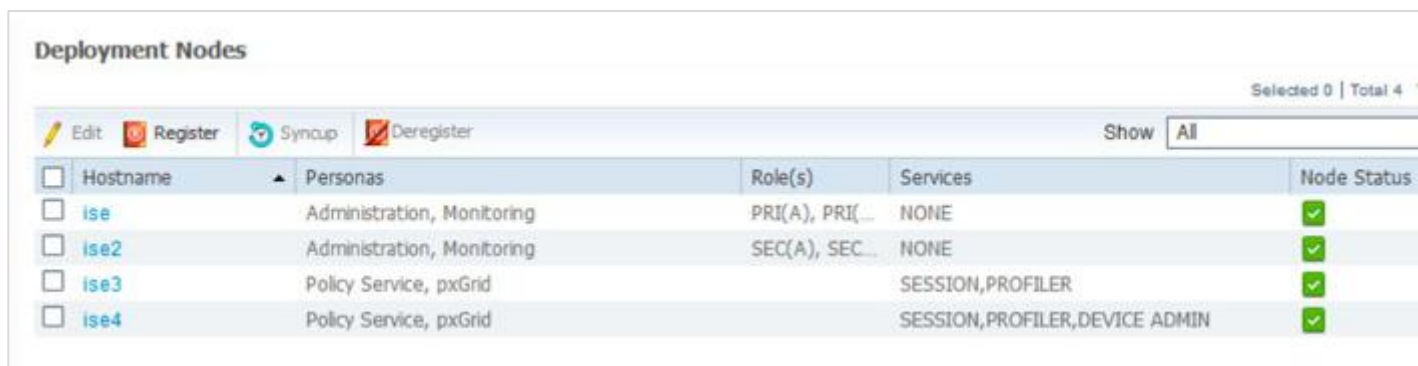 Deployment Nodes
Selected 0 | Total 4
Edit Register Syncup Deregister Show All
Hostname Personas Role(s) Services Node Status
ise Administration, Monitoring PRI(A), PRI(... NONE
ise2 Administration, Monitoring SEC(A), SEC... NONE
ise3 Policy Service, pxGrid SESSION,PROFILER
ise4 Policy Service, pxGrid SESSION,PROFILER,DEVICE ADMIN